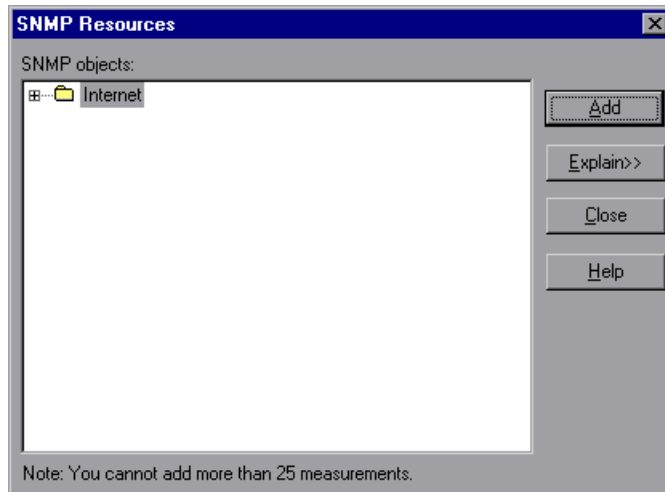 SNMP Resources
SNMP objects:
Internet
Add
Explain>>
Close
Help
Note: You cannot add more than 25 measurements.